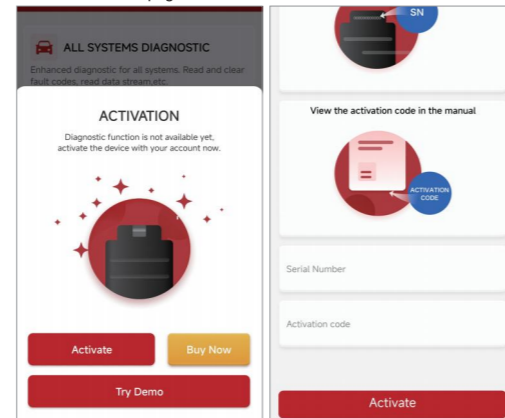 ALL SYSTEMS DIAGNOSTIC
Enhanced diagnostic for all systems. Read and clear
fault codes, read data stream.etc.
ACTIVATION
Diagnostic function is not available yet,
activate the device with your account now.
Activate
Buy Now
Try Demo
SN
View the activation code in the manual
ACTIVATION
CODE
Serial Number
Activation code
Activate